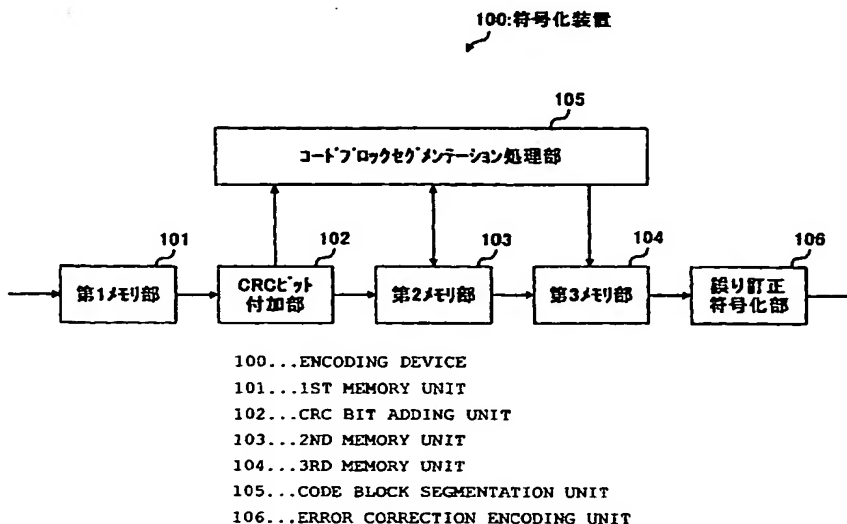 100:符号化装置
105
コードブロックセグメンテーション処理部
101
102
103
104
106
第1メモリ部
CRCビット
付加部
第2メモリ部
第3メモリ部
誤り訂正
符号化部
100...ENCODING DEVICE
101...1ST MEMORY UNIT
102...CRC BIT ADDING UNIT
103...2ND MEMORY UNIT
104...3RD MEMORY UNIT
105...CODE BLOCK SEGMENTATION UNIT
106...ERROR CORRECTION ENCODING UNIT